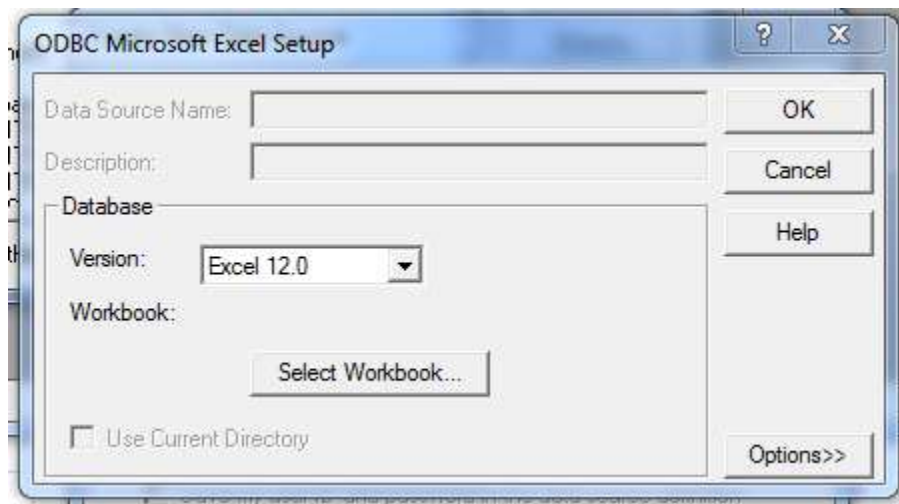 ODBC Microsoft Excel Setup
Data Source Name:
OK
Description:
Cancel
Database
Help
Version:
Excel 12.0
Workbook:
Select Workbook...
Use Current Directory
Options>>